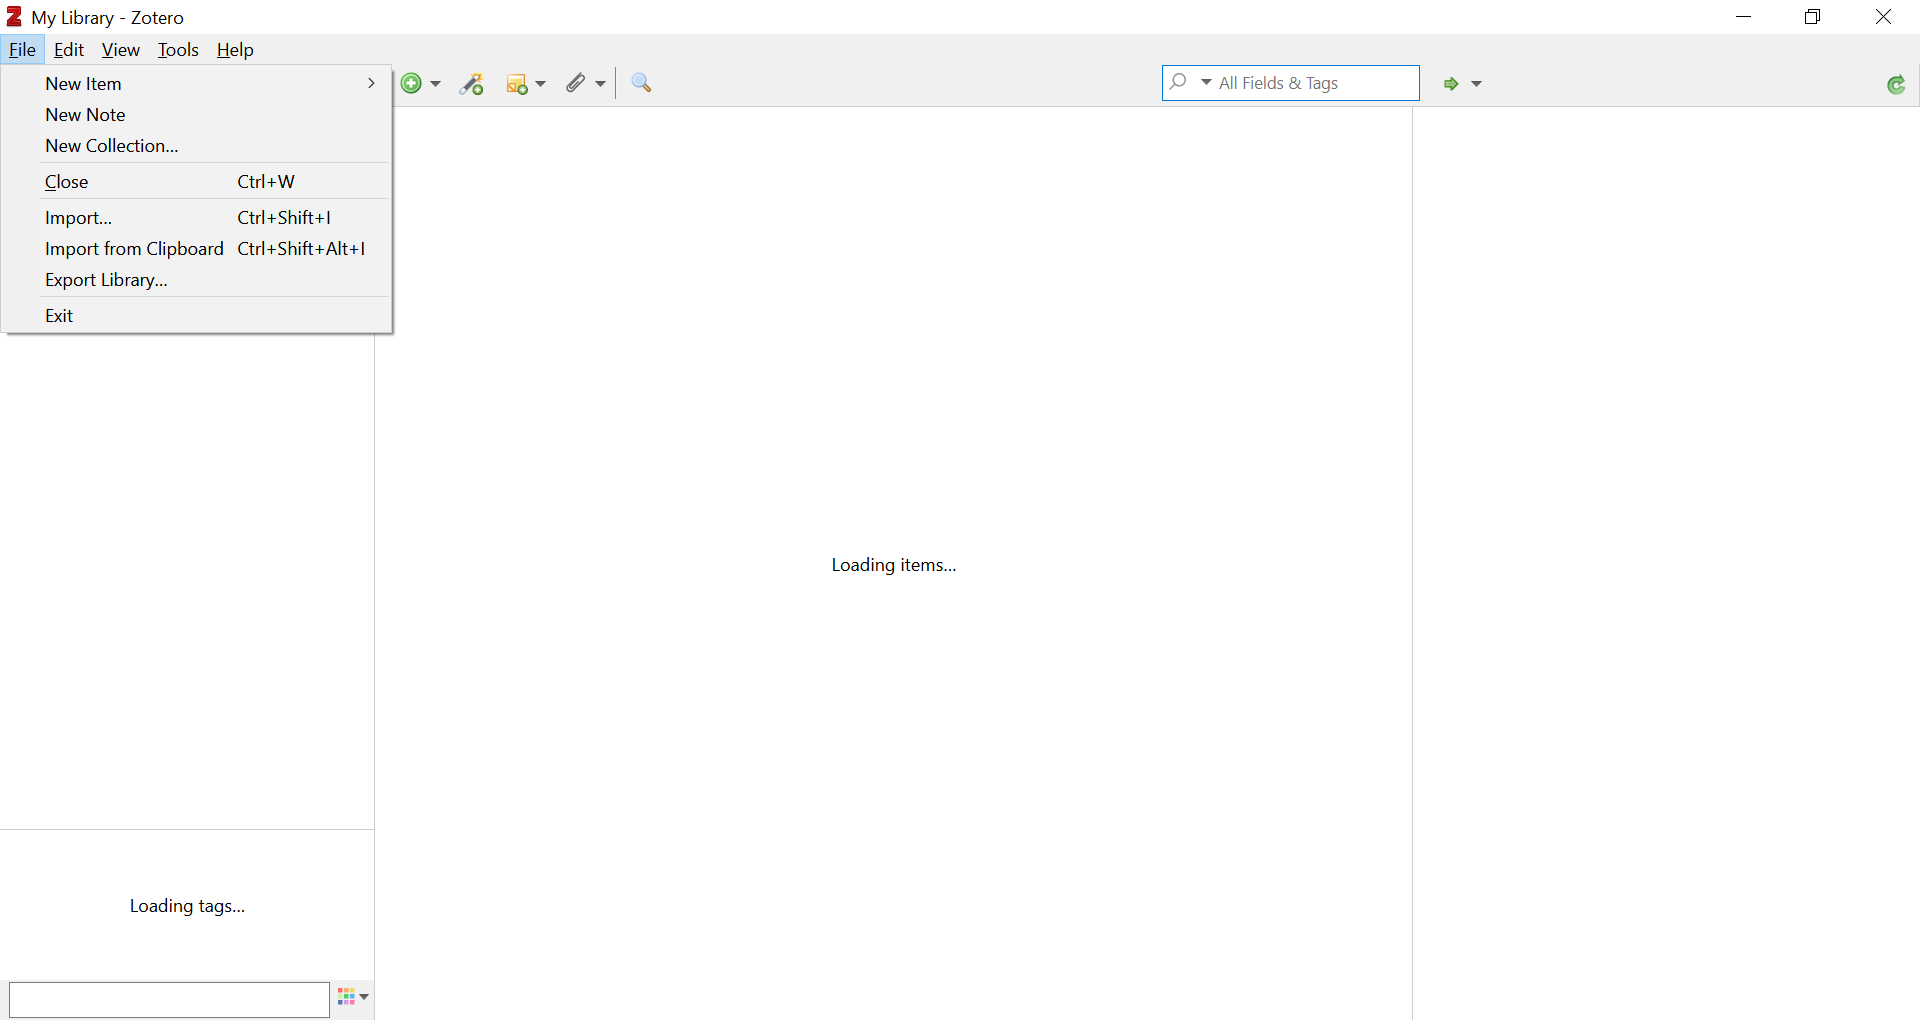 My Library - Zotero
File Edit View Tools Help
New Item
New Note
New Collection...
Close Ctrl+W
Import... Ctrl+Shift+I
Import from Clipboard Ctrl+Shift+Alt+I
Export Library...
Exit
All Fields & Tags
Loading items...
Loading tags...